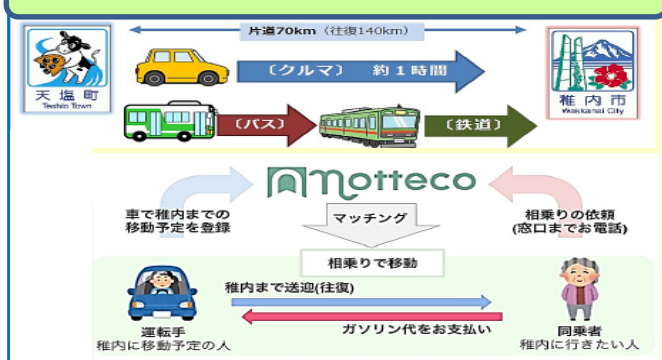 片道70km（往復140km）
天塩町
Teshio Town
〔クルマ〕 約１時間
稚内市
Wakkanai City
〔バス〕
〔鉄道〕
motteco
車で稚内までの
移動予定を登録
マッチング
相乗りの依頼
(窓口までお電話)
相乗りで移動
稚内まで送迎(往復)
ガソリン代をお支払い
運転手
稚内に移動予定の人
同乗者
稚内に行きたい人